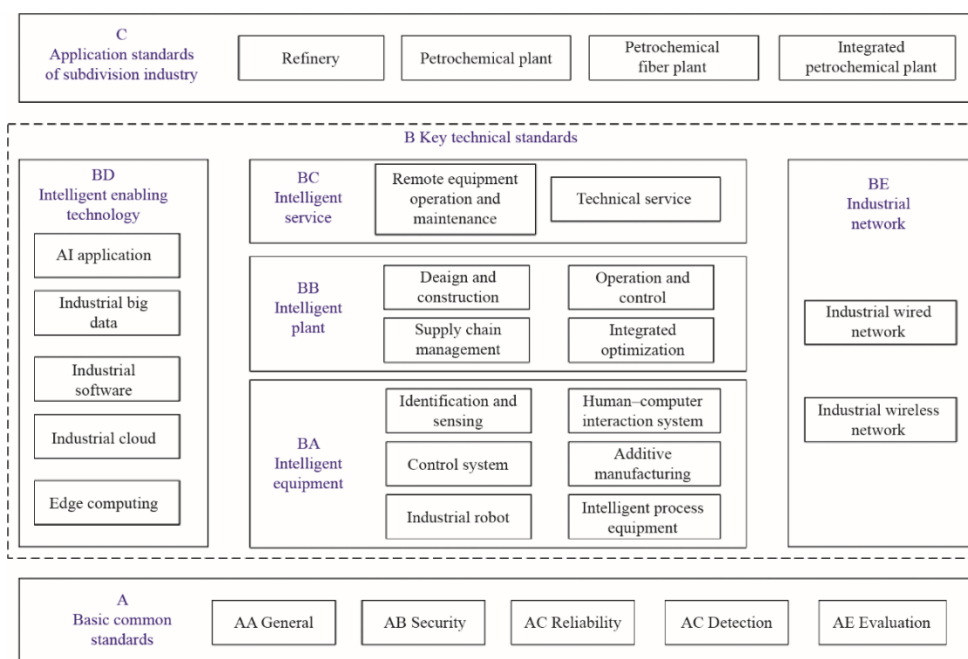 C
Application standards
of subdivision industry
Refinery
Petrochemical plant
Petrochemical
fiber plant
Integrated
petrochemical plant
B Key technical standards
BD
Intelligent enabling
technology
AI application
Industrial big
data
Industrial
software
Industrial cloud
Edge computing
BC
Intelligent
service
Remote equipment
operation and
maintenance
Technical service
BB
Intelligent
plant
Deaign and
construction
Operation and
control
Supply chain
management
Integrated
optimization
BA
Intelligent
equipment
Identification and
sensing
Human–computer
interaction system
Control system
Additive
manufacturing
Industrial robot
Intelligent process
equipment
BE
Industrial
network
Industrial wired
network
Industrial wireless
network
A
Basic common
standards
AA General
AB Security
AC Reliability
AC Detection
AE Evaluation